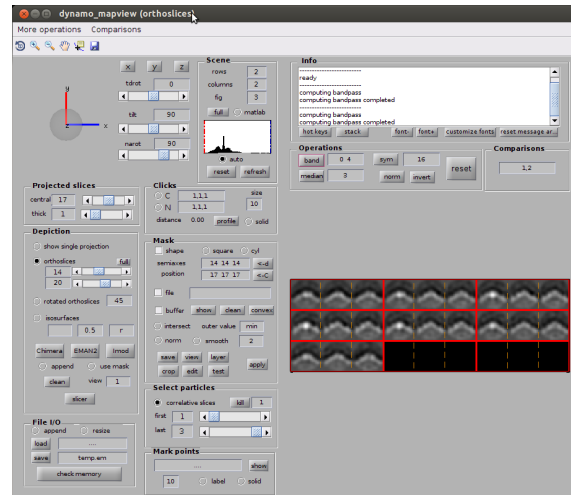 dynamo_mapview (orthoslices)
More operations Comparisons
x y z
tdrot 0
tilt 90
narot 90
y
z x
Scene
rows 2
columns 2
fig 3
full matlab
auto
reset refresh
Info
-------------------------
ready
-------------------------
computing bandpass
computing bandpass completed
-------------------------
computing bandpass
computing bandpass completed
hot keys stack font- font+ customize fonts reset message ar...
Operations
band 0 4 sym 16 reset
median 3 norm invert
Comparisons
1,2
Projected slices
central 17
thick 1
Clicks
C 1,1,1 size
N 1,1,1 10
distance 0.00 profile solid
Depiction
show single projection
orthoslices full
14
20
rotated orthoslices 45
isosurfaces
0.5 r
Chimera EMAN2 Imod
append use mask
clean view 1
slicer
Mask
shape square cyl
semiaxes 14 14 14 <-d
position 17 17 17 <-C
file
buffer show clean convex
intersect outer value min
norm smooth 2
save view layer
crop edit test apply
Select particles
correlative slices kill 1
first 1
last 3
File I/O
append resize
load ....
save temp.em
check memory
Mark points
.... show
10 label solid